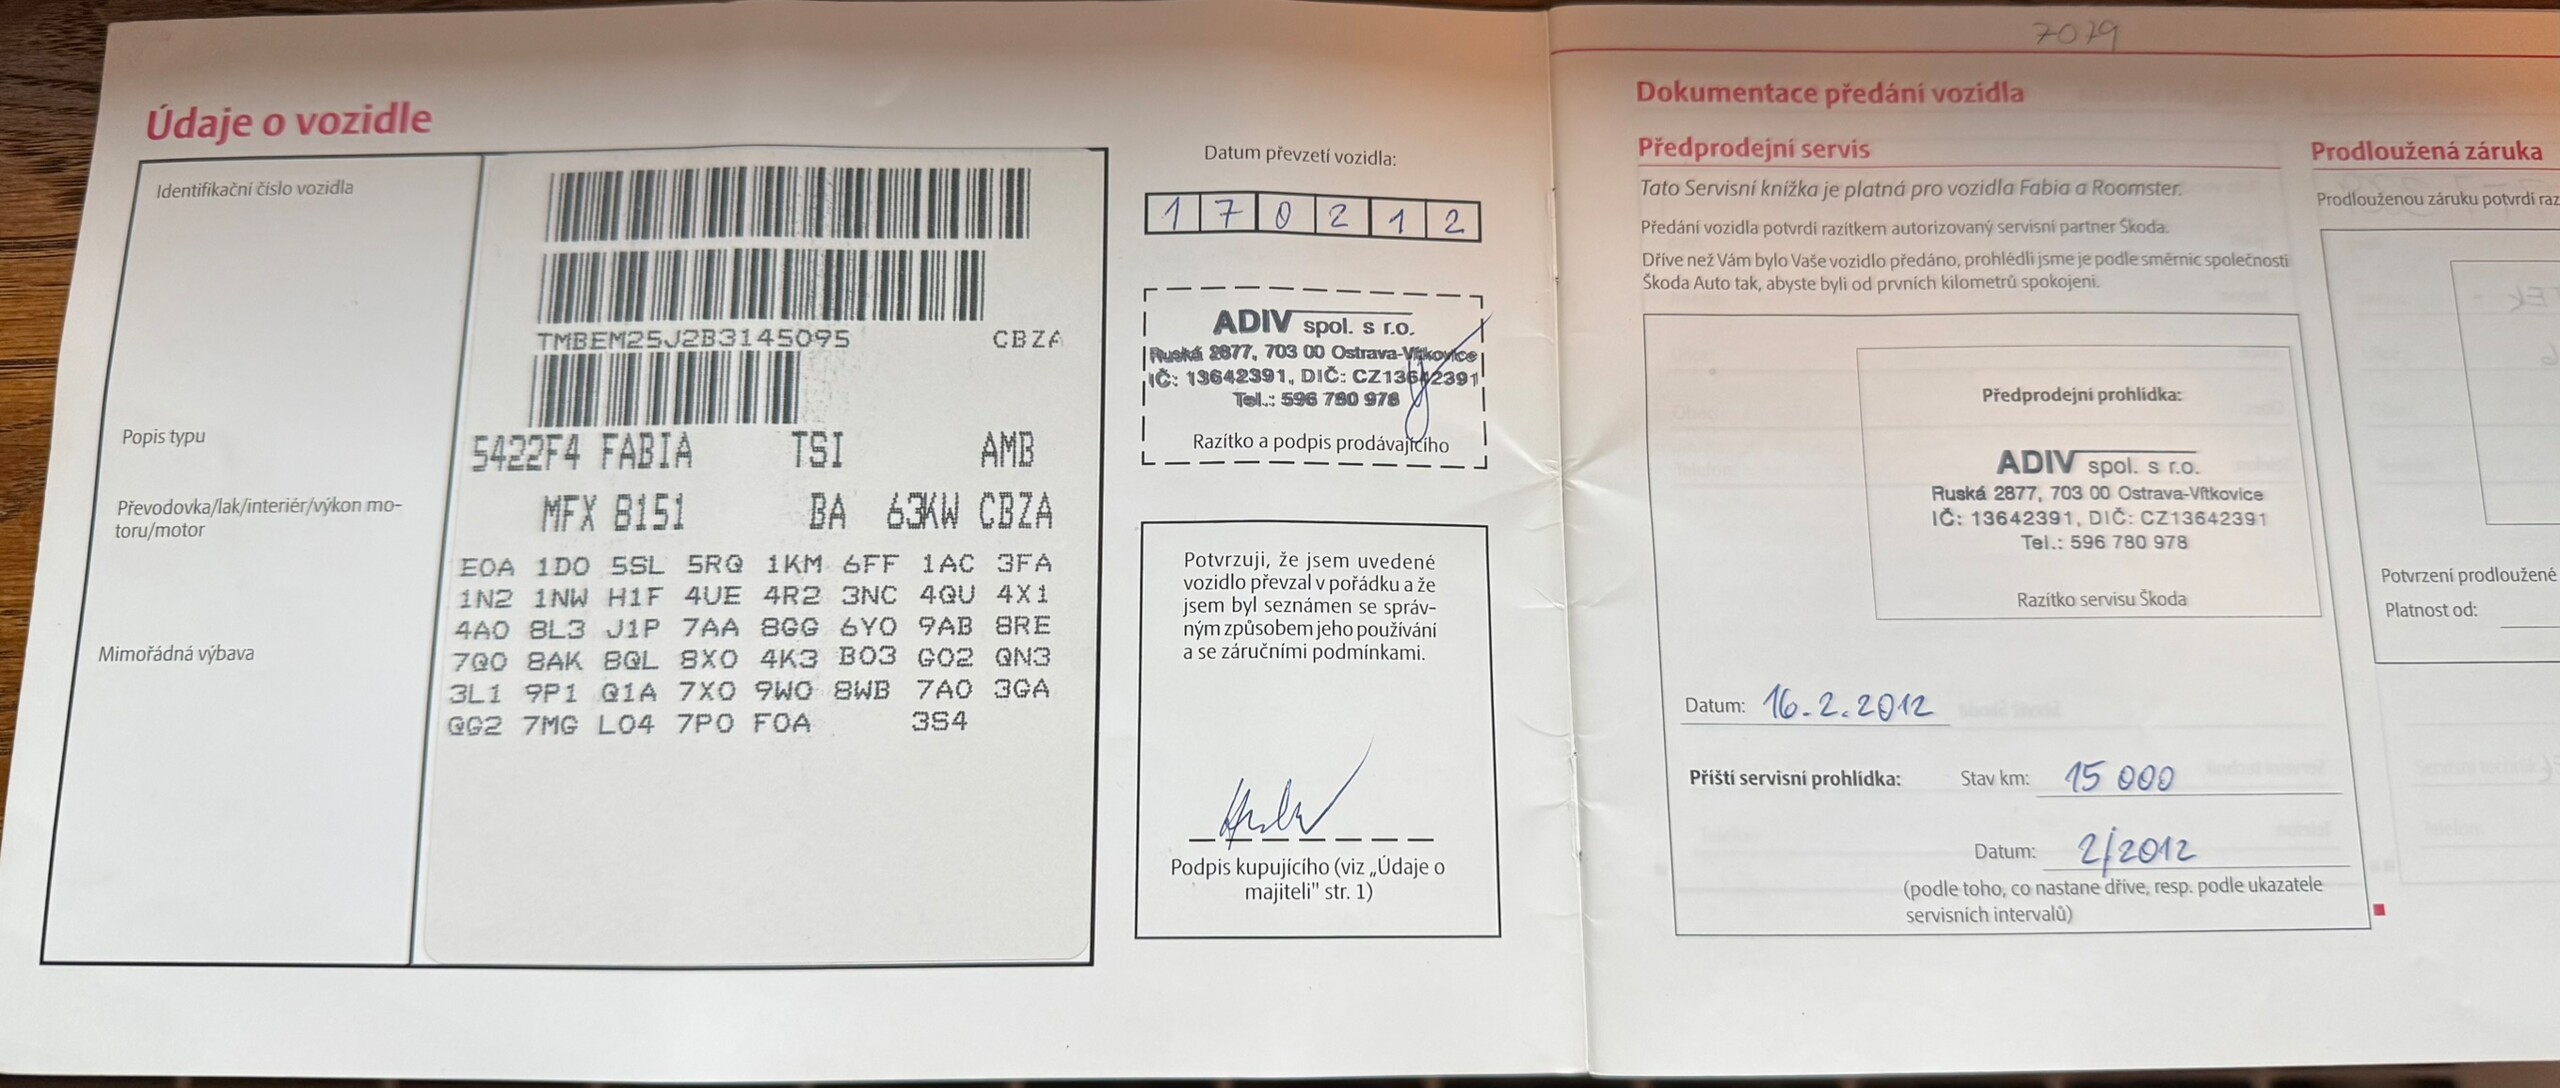 Údaje o vozidle
Identifikační číslo vozidla
TMBEM25J2B3145095 CBZA
Popis typu
5422F4 FABIA TSI AMB
Převodovka/lak/interiér/výkon mo-
toru/motor
MFX 8151 BA 63KW CBZA
Mimořádná výbava
E0A 1D0 5SL 5RQ 1KM 6FF 1AC 3FA
1N2 1NW H1F 4UE 4R2 3NC 4QU 4X1
4A0 8L3 J1P 7AA 8GG 6Y0 9AB 8RE
7Q0 8AK 8QL 8X0 4K3 B03 G02 QN3
3L1 9P1 Q1A 7X0 9W0 8WB 7A0 3GA
QG2 7MG L04 7P0 F0A 3S4
Datum převzetí vozidla:
1 7 0 2 1 2
ADIV spol. s r.o.
Ruská 2877, 703 00 Ostrava-Vítkovice
IČ: 13642391, DIČ: CZ13642391
Tel.: 596 780 978
Razítko a podpis prodávajícího
Potvrzuji, že jsem uvedené
vozidlo převzal v pořádku a že
jsem byl seznámen se správ-
ným způsobem jeho používání
a se záručními podmínkami.
Podpis kupujícího (viz „Údaje o
majiteli" str. 1)
7079
Dokumentace předání vozidla
Předprodejní servis
Tato Servisní knížka je platná pro vozidla Fabia a Roomster.
Předání vozidla potvrdí razítkem autorizovaný servisní partner Škoda.
Dříve než Vám bylo Vaše vozidlo předáno, prohlédli jsme je podle směrnic společnosti
Škoda Auto tak, abyste byli od prvních kilometrů spokojeni.
Předprodejní prohlídka:
ADIV spol. s r.o.
Ruská 2877, 703 00 Ostrava-Vítkovice
IČ: 13642391, DIČ: CZ13642391
Tel.: 596 780 978
Razítko servisu Škoda
Datum: 16.2.2012
Příští servisní prohlídka: Stav km: 15 000
Datum: 2/2012
(podle toho, co nastane dříve, resp. podle ukazatele
servisních intervalů)
Prodloužená záruka
Prodlouženou záruku potvrdí raz
Potvrzení prodloužené
Platnost od: